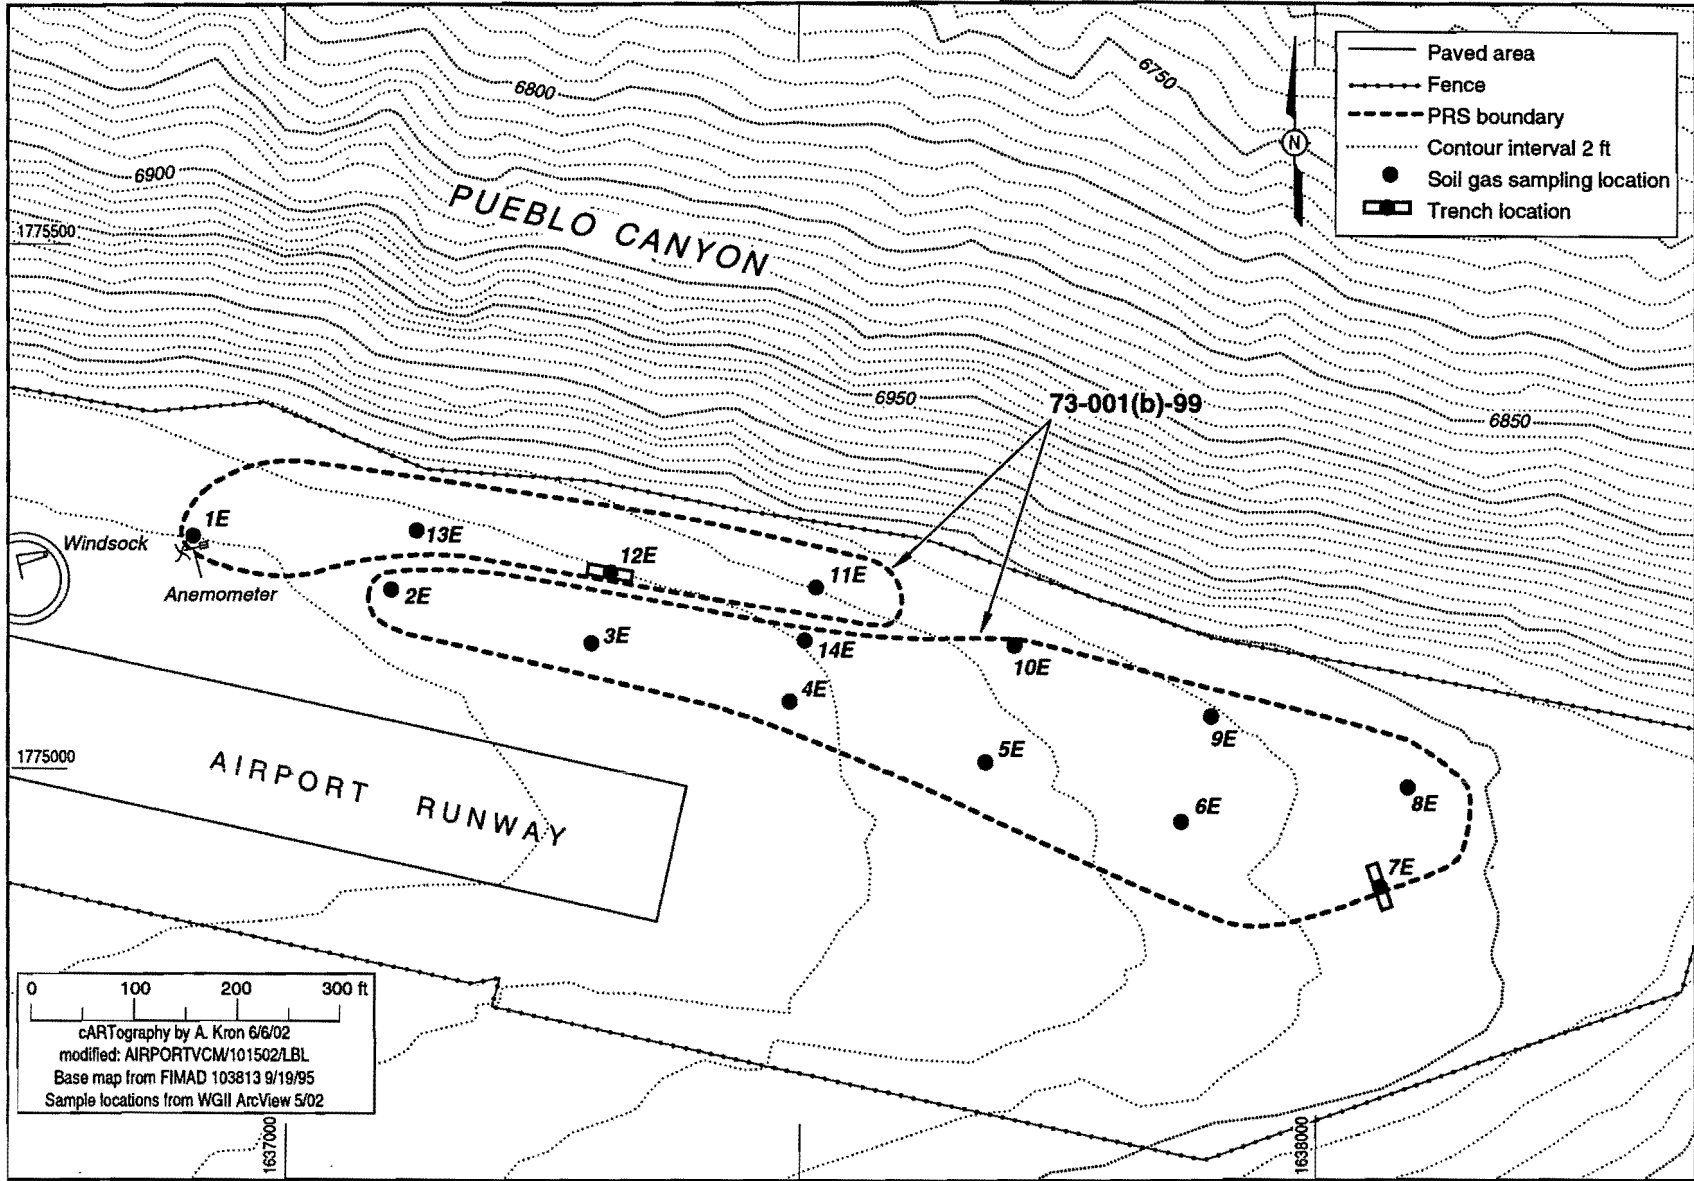 6750
6800
6900
PUEBLO CANYON
N
Paved area
Fence
PRS boundary
Contour interval 2 ft
Soil gas sampling location
Trench location
1775500
6950
73-001(b)-99
6850
Windsock
1E
Anemometer
13E
12E
11E
2E
3E
14E
10E
4E
9E
5E
8E
6E
7E
1775000
AIRPORT RUNWAY
0 100 200 300 ft
cARTography by A. Kron 6/6/02
modified: AIRPORTVCM/101502/LBL
Base map from FIMAD 103813 9/19/95
Sample locations from WGII ArcView 5/02
1637000
1638000